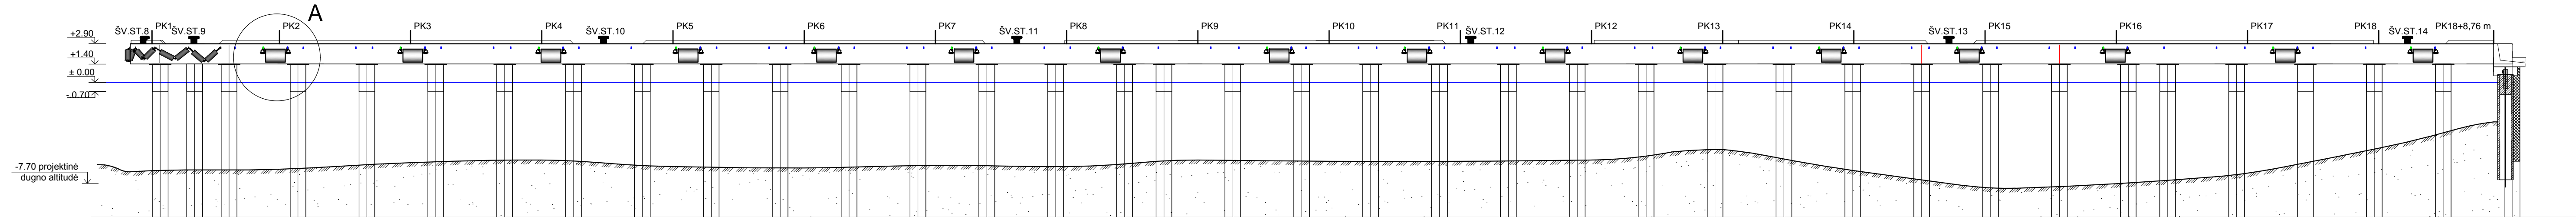 A
ŠV.ST.8 PK1 ŠV.ST.9 PK2 PK3 PK4 ŠV.ST.10 PK5 PK6 PK7 ŠV.ST.11 PK8 PK9 PK10 PK11 ŠV.ST.12 PK12 PK13 PK14 ŠV.ST.13 PK15 PK16 PK17 PK18 ŠV.ST.14 PK18+8,76 m
+2.90
+1.40
± 0.00
-.0.70
-7.70 projektinė
dugno altitudė